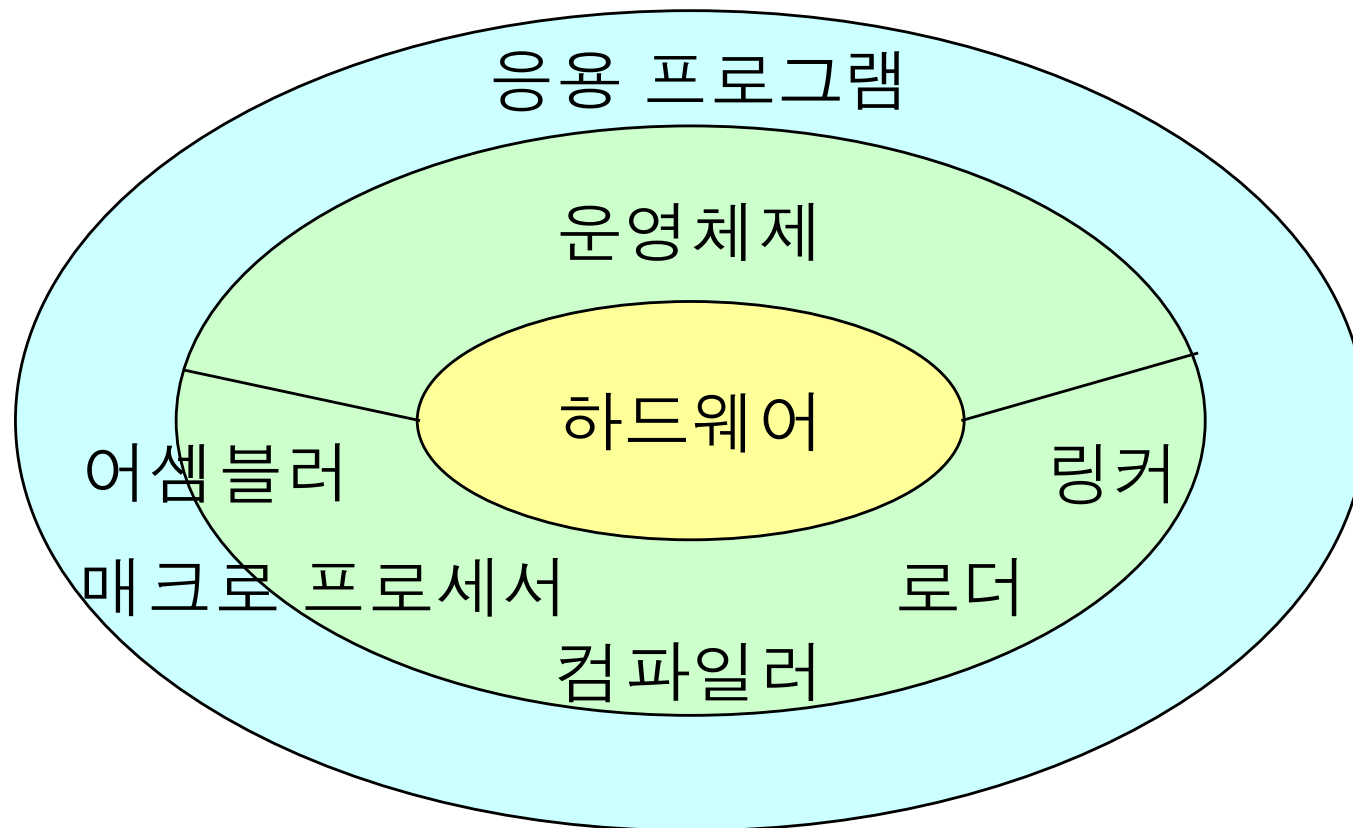 응용 프로그램
운영체제
하드웨어
어셈블러
링커
매크로 프로세서
로더
컴파일러